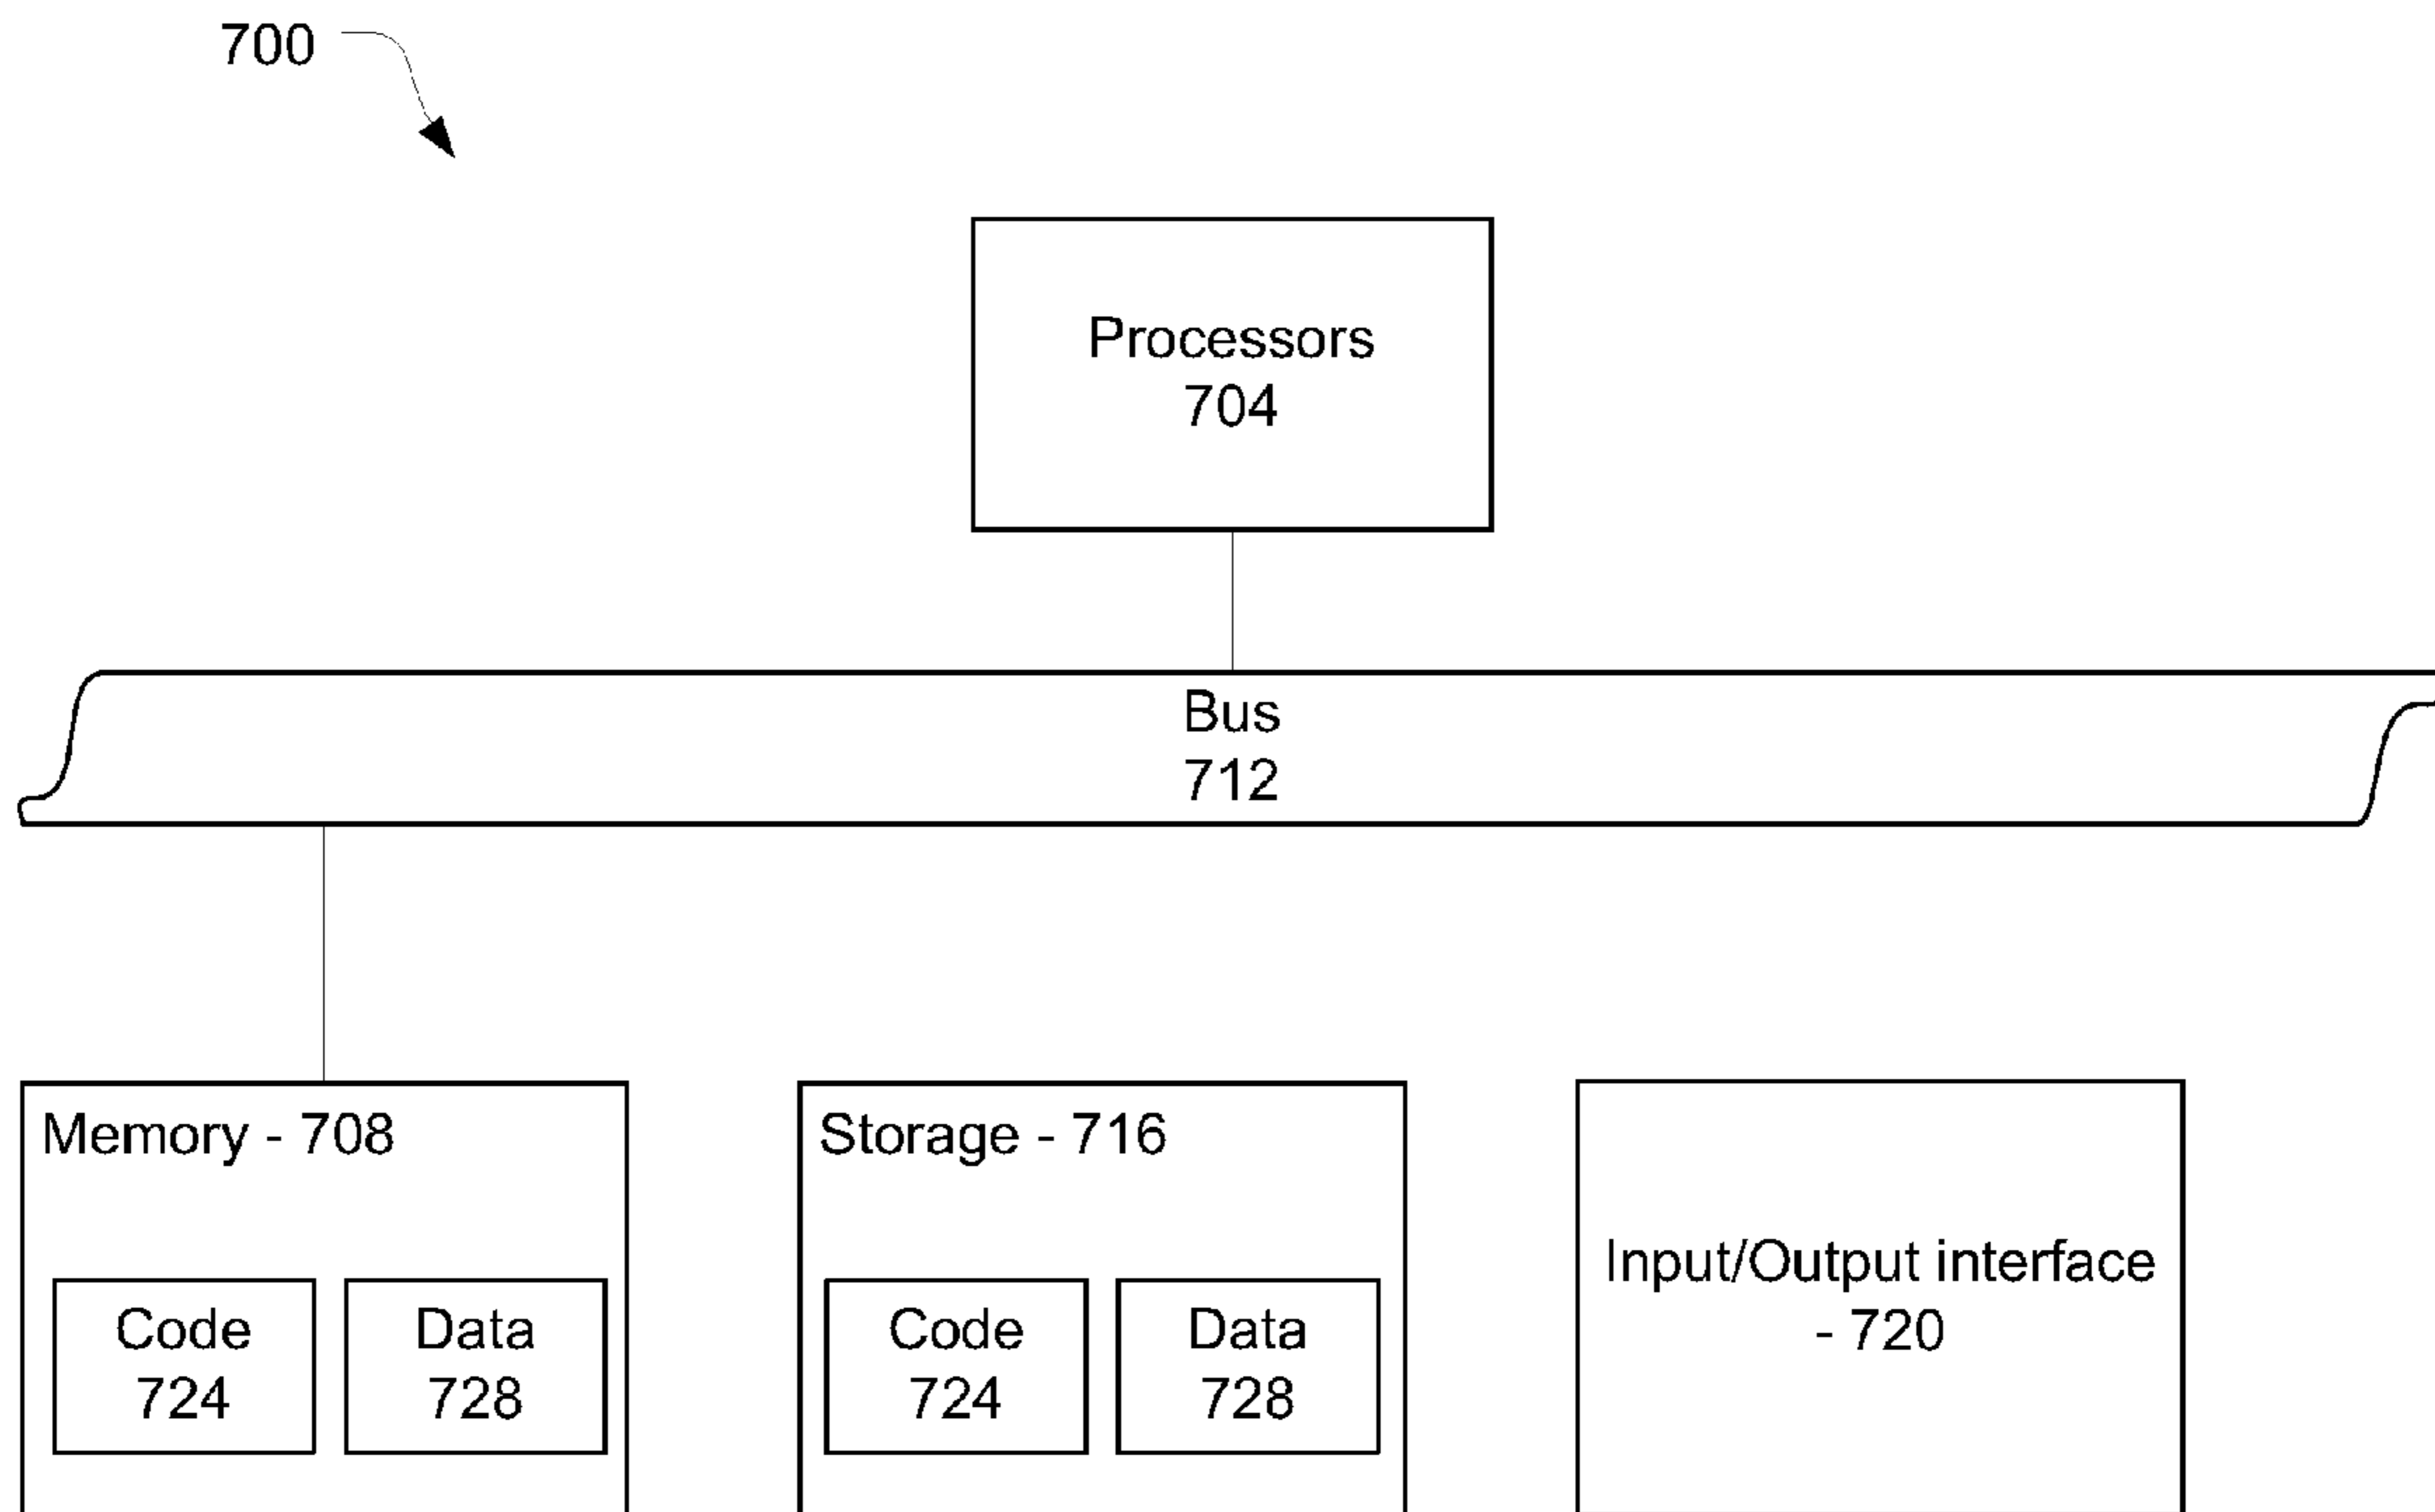 700
Processors
704
Bus
712
Memory - 708
Storage - 716
Input/Output interface
- 720
Code
724
Data
728
Code
724
Data
728